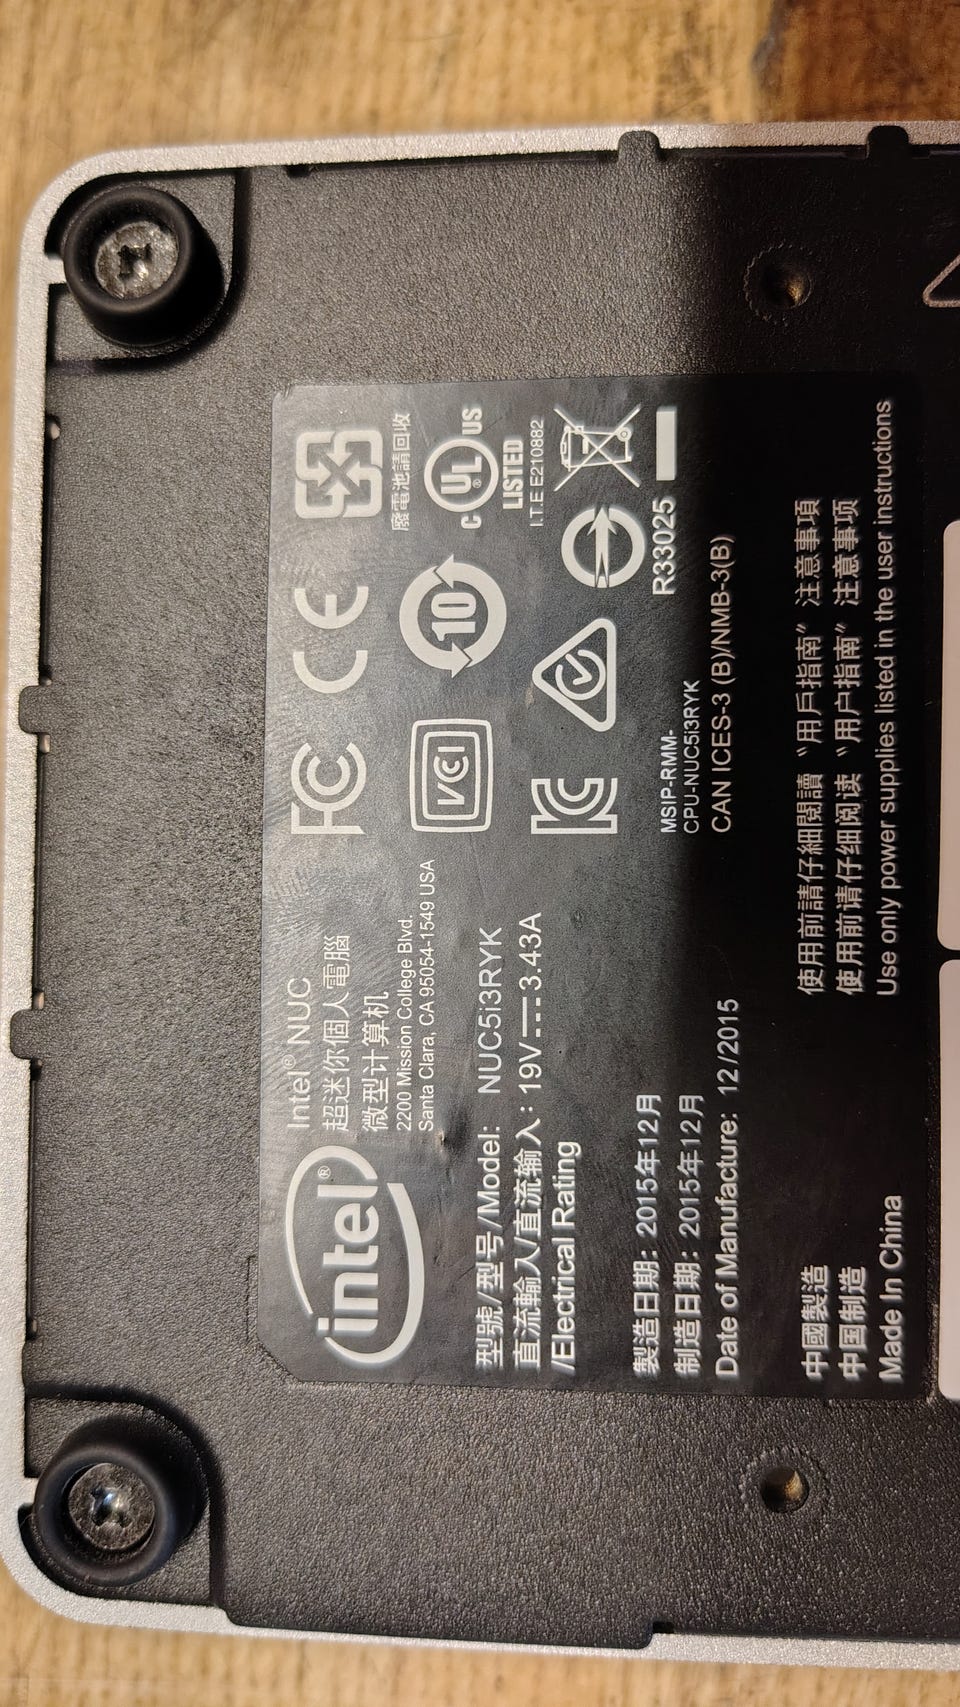 intel®
Intel® NUC
超迷你個人電腦
微型计算机
2200 Mission College Blvd.
Santa Clara, CA 95054-1549 USA
型號/型号/Model: NUC5i3RYK
直流輸入/直流输入: 19V⎓3.43A
/Electrical Rating
製造日期: 2015年12月
制造日期: 2015年12月
Date of Manufacture: 12/2015
中國製造
中国制造
Made In China
FC CE
廢電池請回收
VCI
10
C UL® US
LISTED
I.T.E E210882
R33025
MSIP-RMM-
CPU-NUC5i3RYK
CAN ICES-3 (B)/NMB-3(B)
使用前請仔細閱讀〝用戶指南〞注意事項
使用前请仔细阅读〝用户指南〞注意事项
Use only power supplies listed in the user instructions